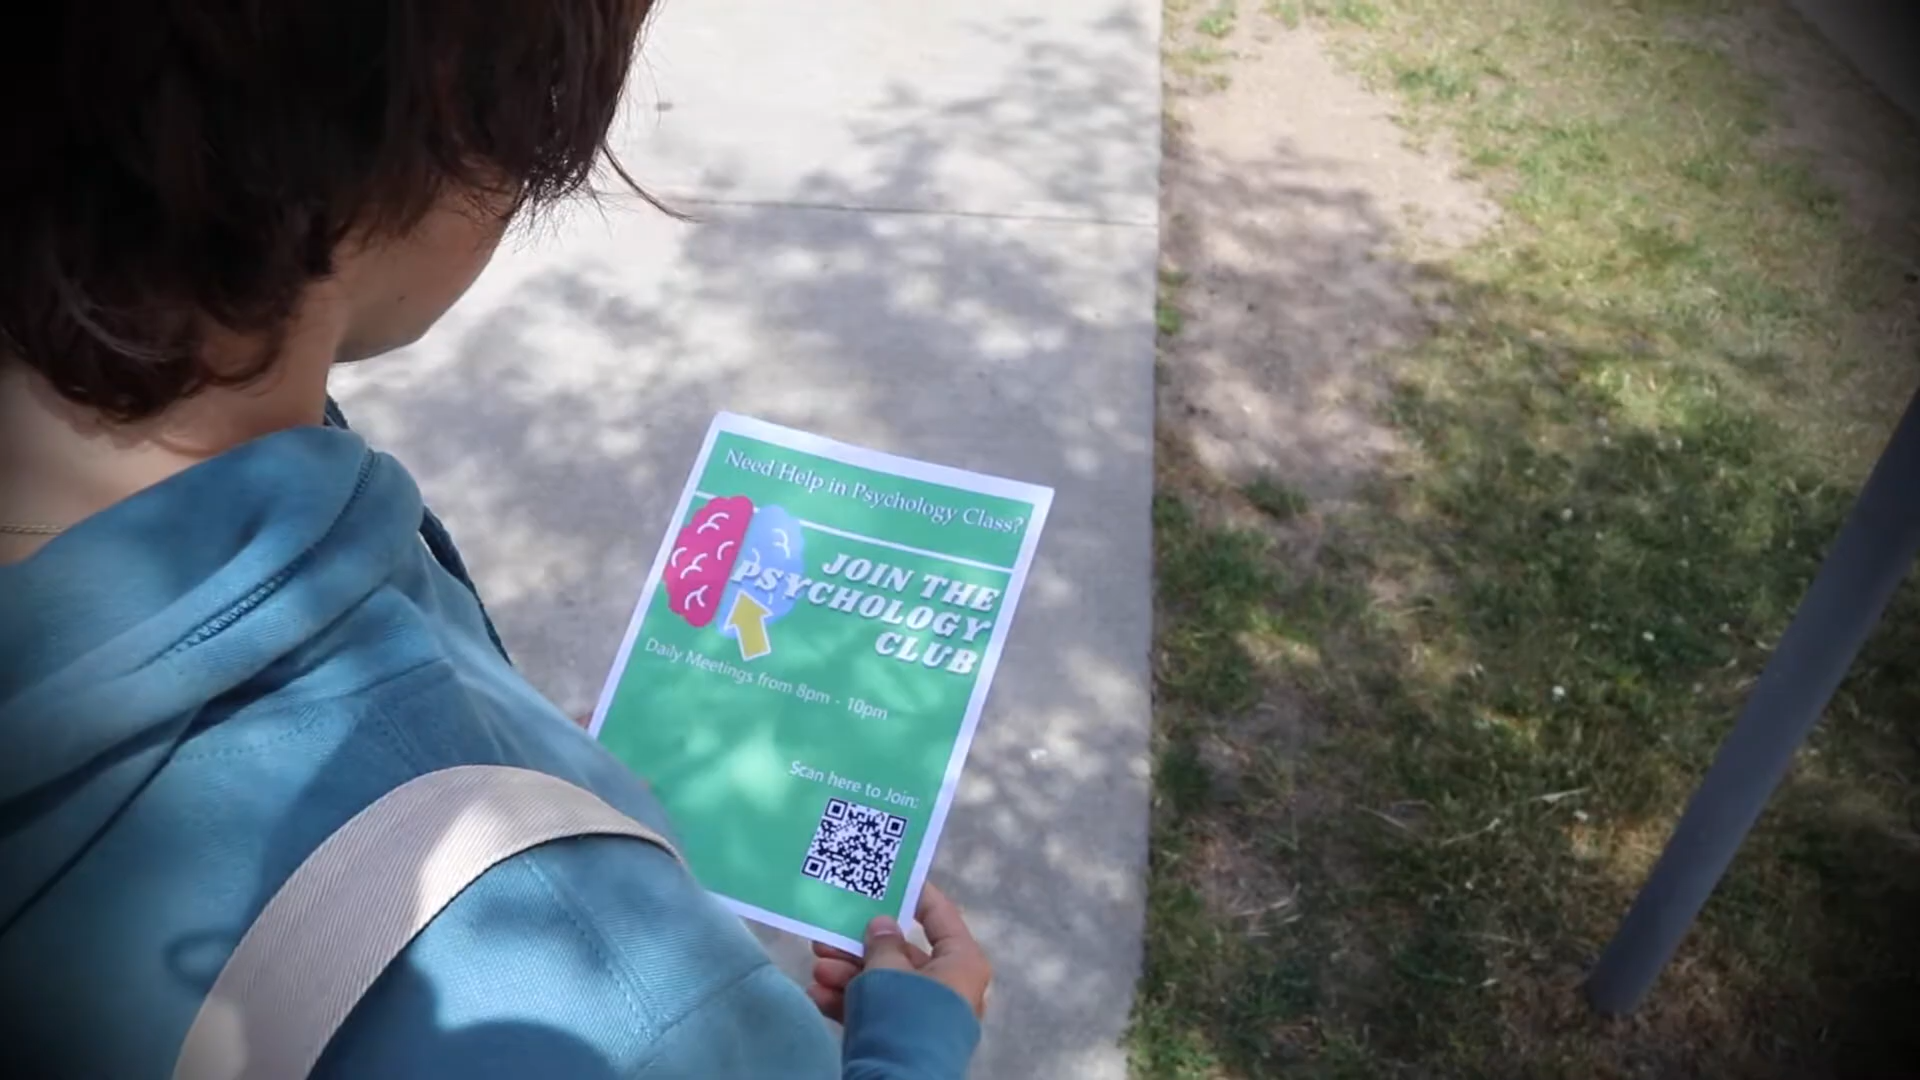 Need Help in Psychology Class?
JOIN THE
PSYCHOLOGY
CLUB
Daily Meetings from 8pm - 10pm
Scan here to Join: